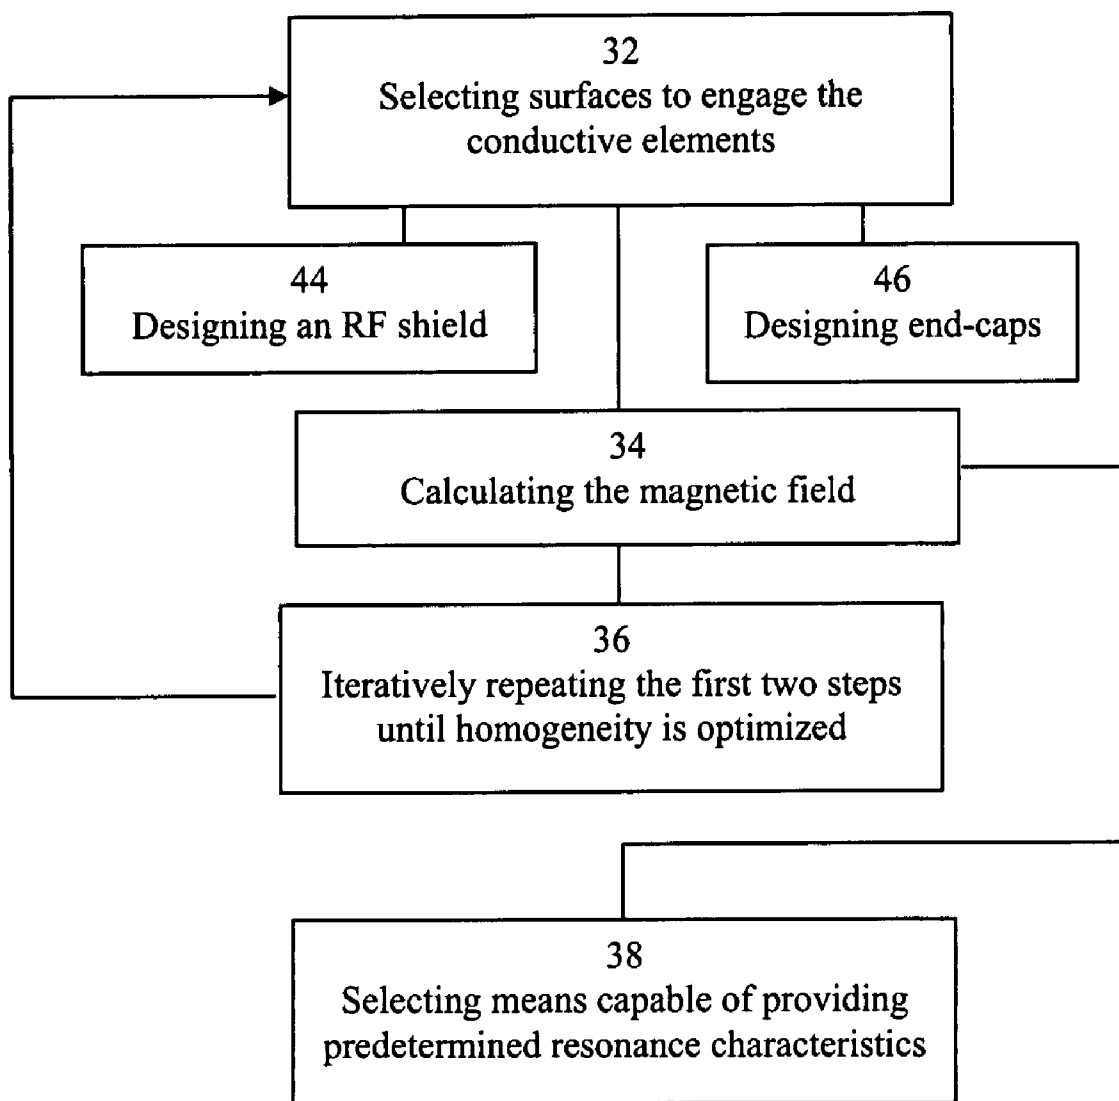 32
Selecting surfaces to engage the
conductive elements
44
Designing an RF shield
46
Designing end-caps
34
Calculating the magnetic field
36
Iteratively repeating the first two steps
until homogeneity is optimized
38
Selecting means capable of providing
predetermined resonance characteristics